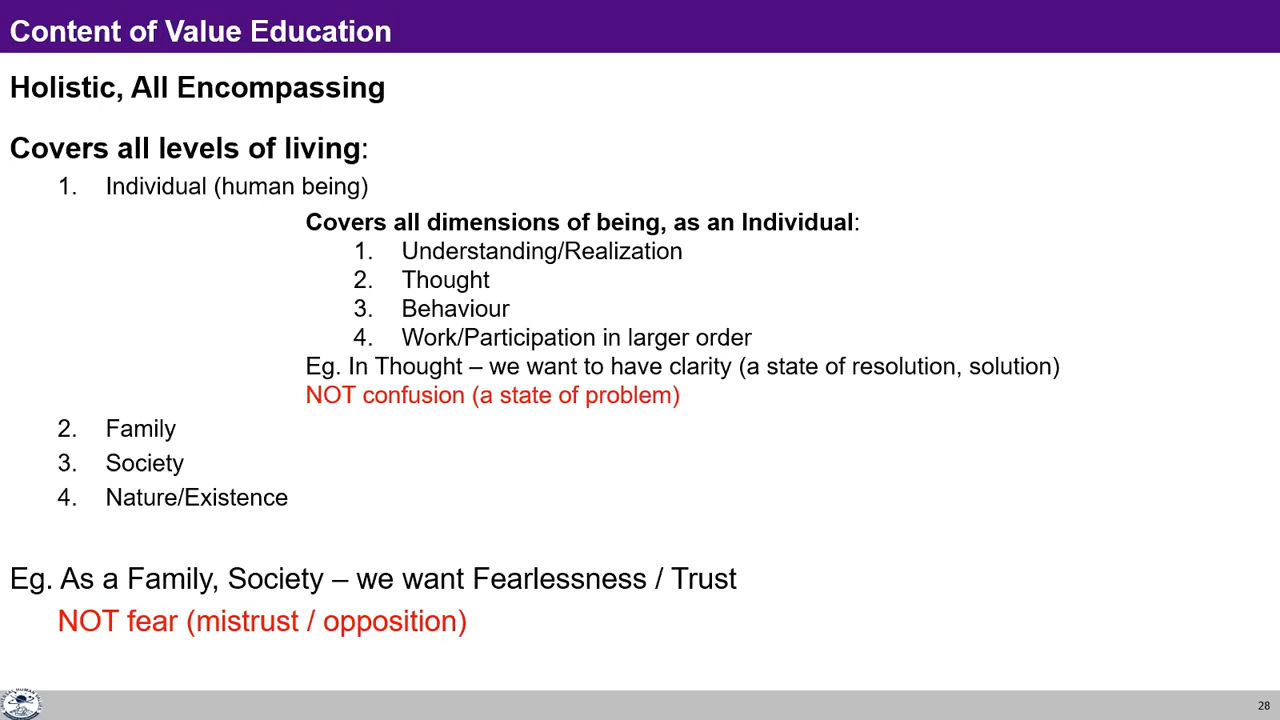 Content of Value Education
Holistic, All Encompassing
Covers all levels of living:
1. Individual (human being)
Covers all dimensions of being, as an Individual:
1. Understanding/Realization
2. Thought
3. Behaviour
4. Work/Participation in larger order
Eg. In Thought – we want to have clarity (a state of resolution, solution)
NOT confusion (a state of problem)
2. Family
3. Society
4. Nature/Existence
Eg. As a Family, Society – we want Fearlessness / Trust
NOT fear (mistrust / opposition)
28